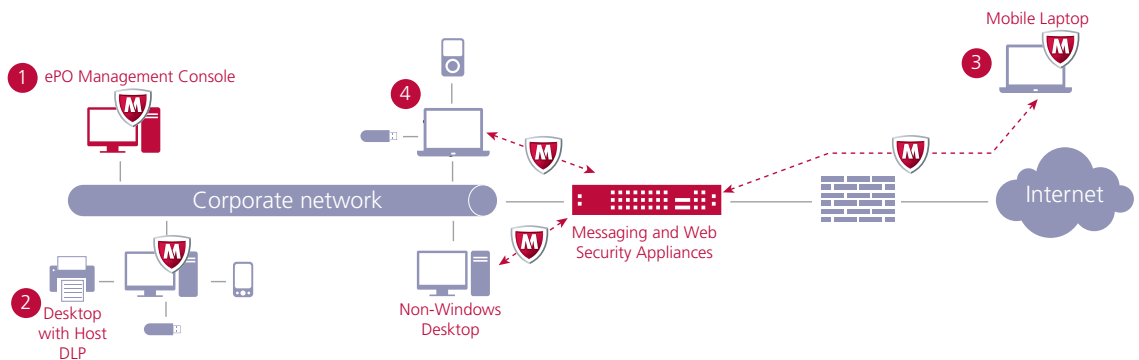 Mobile Laptop
3
M
1
ePO Management Console
M
4
M
M
Corporate network
Internet
M
Messaging and Web
Security Appliances
M
2
Desktop
with Host
DLP
Non-Windows
Desktop